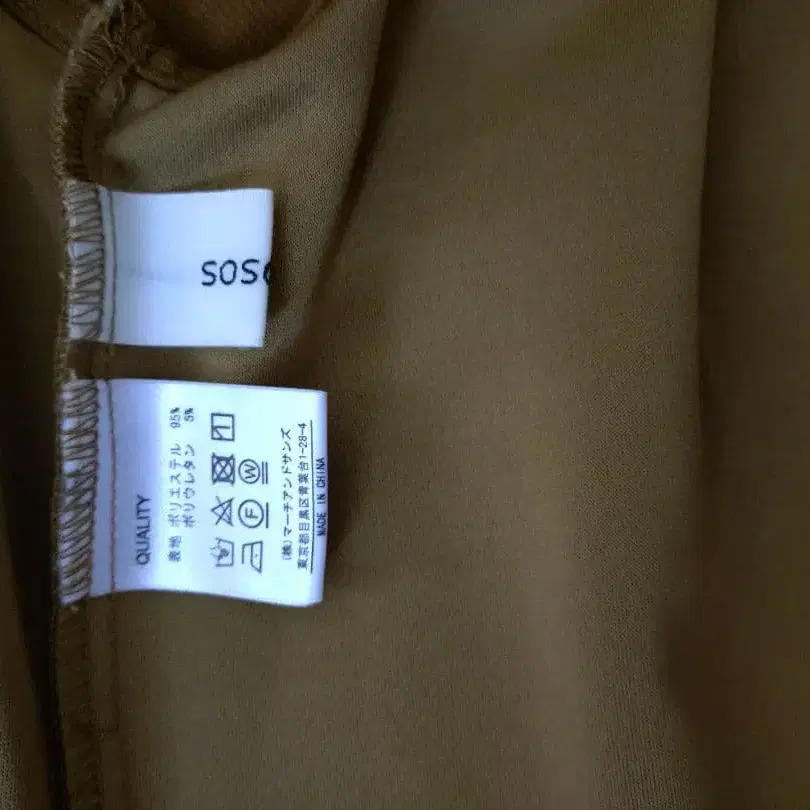 SOS
QUALITY
表地 ポリエステル 95%
ポリウレタン 5%
(株)マーチアンドサンズ
東京都目黒区青葉台1-28-4
MADE IN CHINA